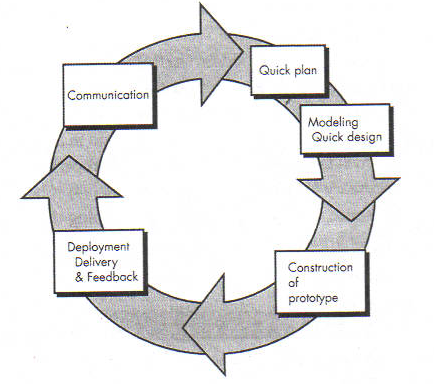 Communication
Quick plan
Modeling
Quick design
Construction
of
prototype
Deployment
Delivery
& Feedback